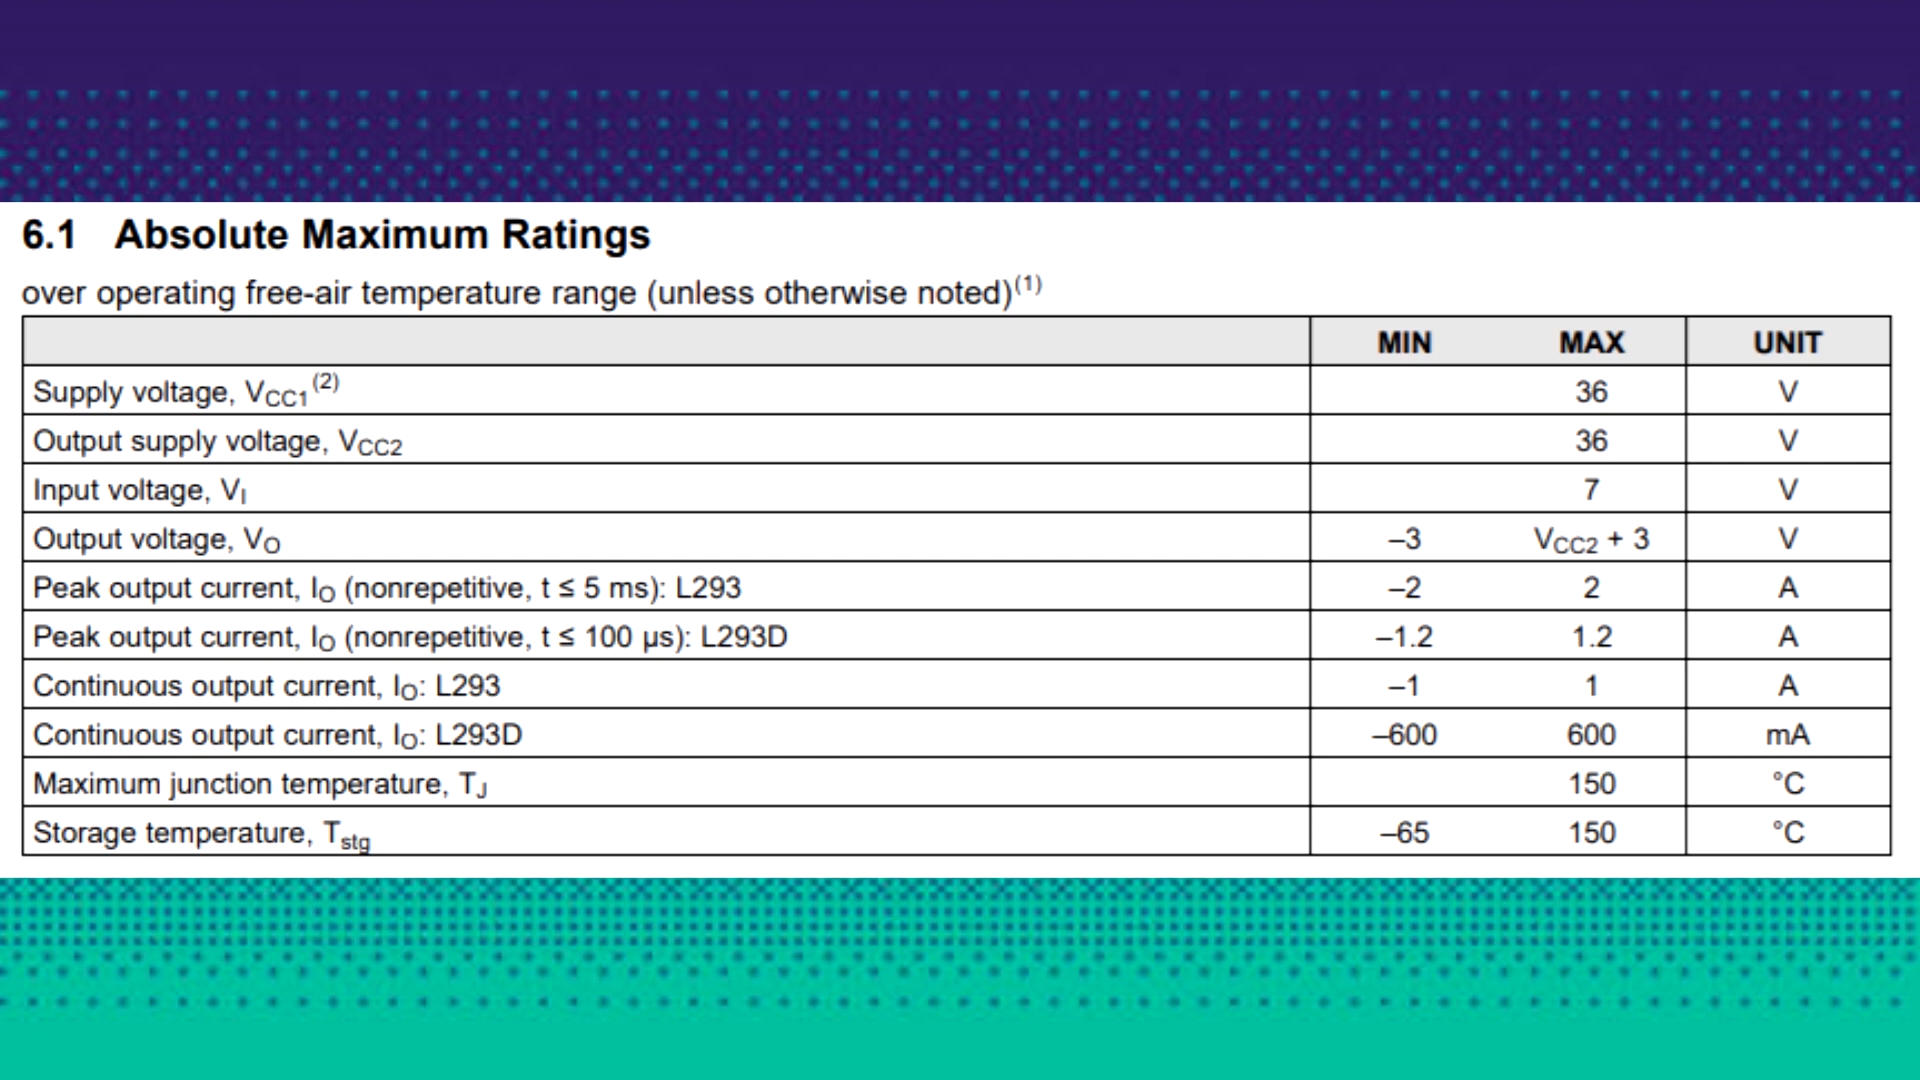 6.1 Absolute Maximum Ratings
over operating free-air temperature range (unless otherwise noted)(1)
MIN MAX UNIT
Supply voltage, VCC1(2) 36 V
Output supply voltage, VCC2 36 V
Input voltage, VI 7 V
Output voltage, VO –3 VCC2 + 3 V
Peak output current, IO (nonrepetitive, t ≤ 5 ms): L293 –2 2 A
Peak output current, IO (nonrepetitive, t ≤ 100 µs): L293D –1.2 1.2 A
Continuous output current, IO: L293 –1 1 A
Continuous output current, IO: L293D –600 600 mA
Maximum junction temperature, TJ 150 °C
Storage temperature, Tstg –65 150 °C